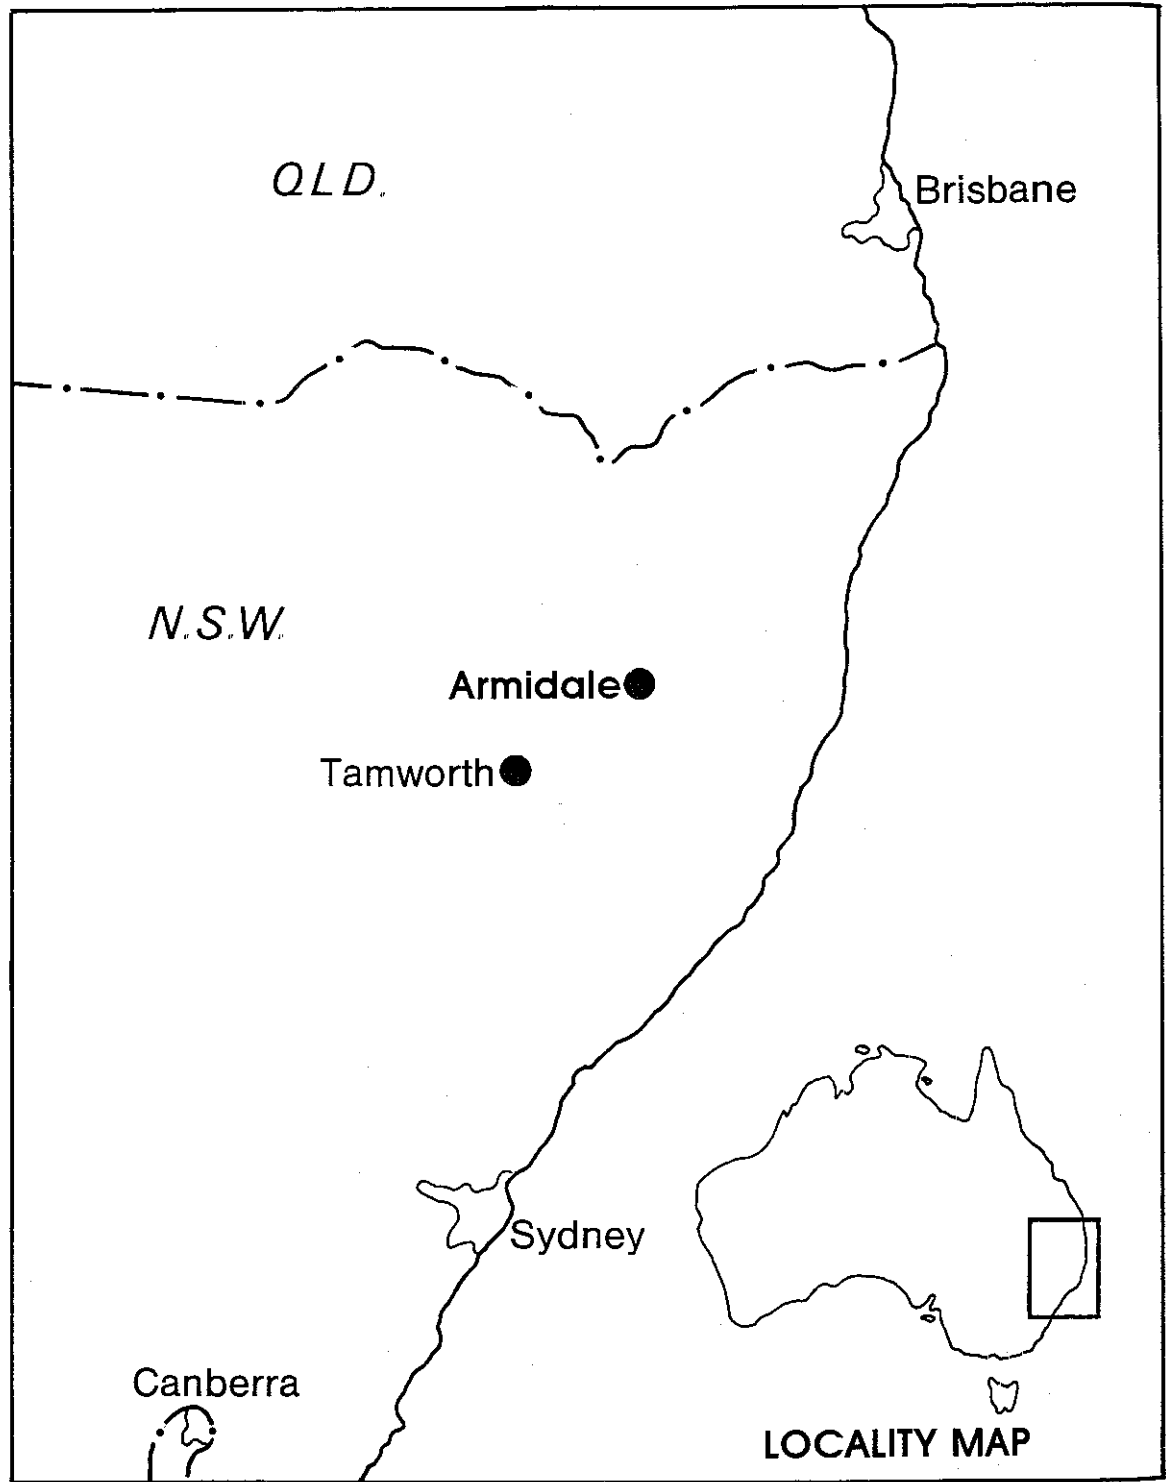 QLD.
Brisbane
N.S.W.
Armidale
Tamworth
Sydney
Canberra
LOCALITY MAP